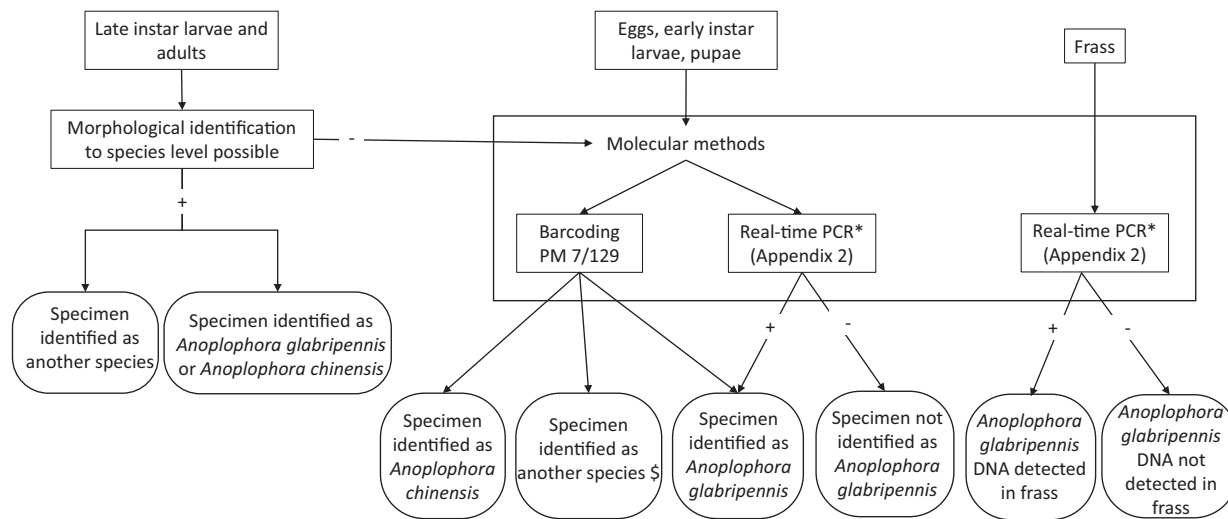 Late instar larvae and
adults
Eggs, early instar
larvae, pupae
Frass
Morphological identification
to species level possible
-
Molecular methods
+
Barcoding
PM 7/129
Real-time PCR*
(Appendix 2)
Real-time PCR*
(Appendix 2)
Specimen
identified as
another species
Specimen identified as
Anoplophora glabripennis
or Anoplophora chinensis
+
-
+
-
Specimen
identified as
Anoplophora
chinensis
Specimen
identified as
another species $
Specimen
identified as
Anoplophora
glabripennis
Specimen not
identified as
Anoplophora
glabripennis
Anoplophora
glabripennis
DNA detected
in frass
Anoplophora
glabripennis
DNA not
detected in
frass